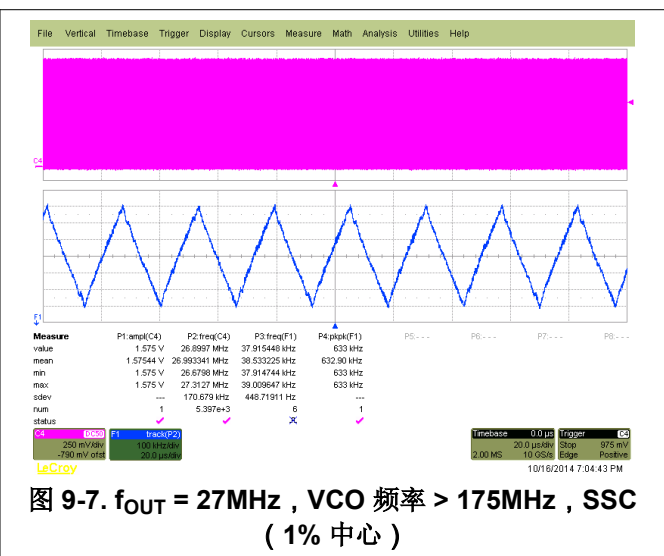 File Vertical Timebase Trigger Display Cursors Measure Math Analysis Utilities Help
C4
F1
Measure P1:ampl(C4) P2:freq(C4) P3:freq(F1) P4:pkpk(F1) P5:- - - P6:- - - P7:- - - P8:- - -
value 1.575 V 26.8997 MHz 37.915448 kHz 633 kHz
mean 1.57544 V 26.993341 MHz 38.533225 kHz 632.90 kHz
min 1.575 V 26.6798 MHz 37.914744 kHz 633 kHz
max 1.575 V 27.3127 MHz 39.009647 kHz 633 kHz
sdev --- 170.679 kHz 448.71911 Hz ---
num 1 5.397e+3 6 1
status
C4 DC50 F1 track(P2) Timebase 0.0 µs Trigger C4
250 mV/div 100 kHz/div 20.0 µs/div Stop 975 mV
-790 mV ofst 20.0 µs/div 2.00 MS 10 GS/s Edge Positive
LeCroy 10/16/2014 7:04:43 PM
图 9-7. fOUT = 27MHz，VCO 频率 > 175MHz，SSC
（1% 中心）